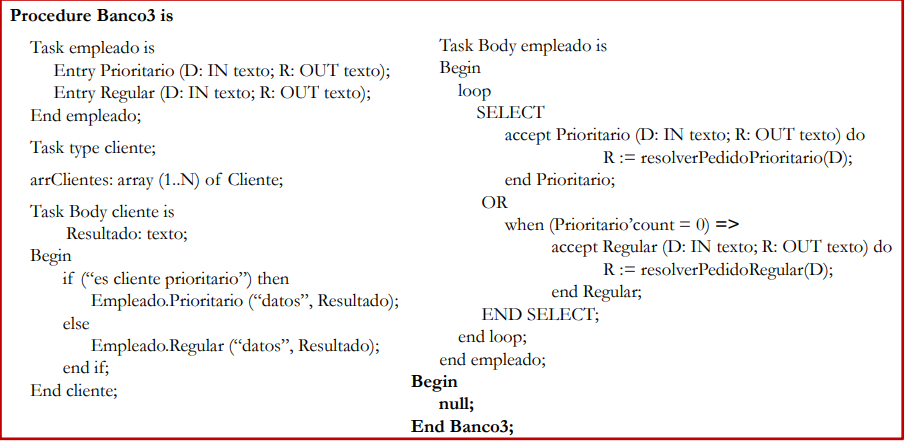 Procedure Banco3 is
Task empleado is
Entry Prioritario (D: IN texto; R: OUT texto);
Entry Regular (D: IN texto; R: OUT texto);
End empleado;
Task type cliente;
arrClientes: array (1..N) of Cliente;
Task Body cliente is
Resultado: texto;
Begin
if (“es cliente prioritario”) then
Empleado.Prioritario (“datos”, Resultado);
else
Empleado.Regular (“datos”, Resultado);
end if;
End cliente;
Task Body empleado is
Begin
loop
SELECT
accept Prioritario (D: IN texto; R: OUT texto) do
R := resolverPedidoPrioritario(D);
end Prioritario;
OR
when (Prioritario’count = 0) =>
accept Regular (D: IN texto; R: OUT texto) do
R := resolverPedidoRegular(D);
end Regular;
END SELECT;
end loop;
end empleado;
Begin
null;
End Banco3;